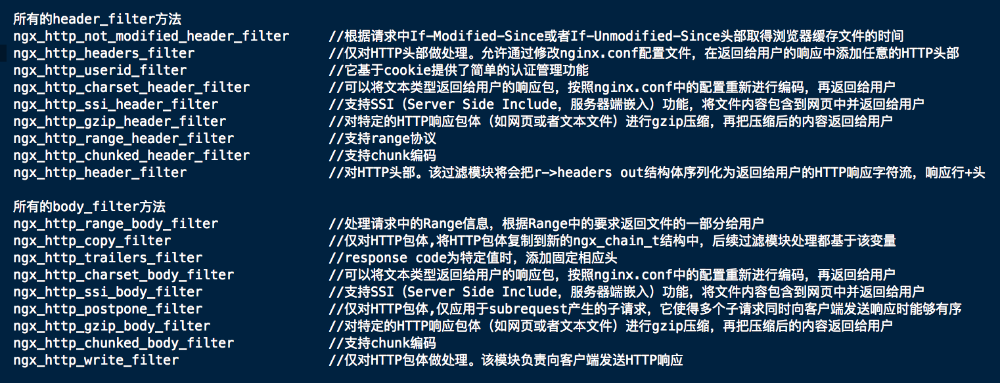 所有的header_filter方法
ngx_http_not_modified_header_filter //根据请求中If-Modified-Since或者If-Unmodified-Since头部取得浏览器缓存文件的时间
ngx_http_headers_filter //仅对HTTP头部做处理。允许通过修改nginx.conf配置文件，在返回给用户的响应中添加任意的HTTP头部
ngx_http_userid_filter //它基于cookie提供了简单的认证管理功能
ngx_http_charset_header_filter //可以将文本类型返回给用户的响应包，按照nginx.conf中的配置重新进行编码，再返回给用户
ngx_http_ssi_header_filter //支持SSI（Server Side Include，服务器端嵌入）功能，将文件内容包含到网页中并返回给用户
ngx_http_gzip_header_filter //对特定的HTTP响应包体（如网页或者文本文件）进行gzip压缩，再把压缩后的内容返回给用户
ngx_http_range_header_filter //支持range协议
ngx_http_chunked_header_filter //支持chunk编码
ngx_http_header_filter //对HTTP头部。该过滤模块将会把r->headers out结构体序列化为返回给用户的HTTP响应字符流，响应行+头
所有的body_filter方法
ngx_http_range_body_filter //处理请求中的Range信息，根据Range中的要求返回文件的一部分给用户
ngx_http_copy_filter //仅对HTTP包体,将HTTP包体复制到新的ngx_chain_t结构中，后续过滤模块处理都基于该变量
ngx_http_trailers_filter //response code为特定值时，添加固定相应头
ngx_http_charset_body_filter //可以将文本类型返回给用户的响应包，按照nginx.conf中的配置重新进行编码，再返回给用户
ngx_http_ssi_body_filter //支持SSI（Server Side Include，服务器端嵌入）功能，将文件内容包含到网页中并返回给用户
ngx_http_postpone_filter //仅对HTTP包体,仅应用于subrequest产生的子请求，它使得多个子请求同时向客户端发送响应时能够有序
ngx_http_gzip_body_filter //对特定的HTTP响应包体（如网页或者文本文件）进行gzip压缩，再把压缩后的内容返回给用户
ngx_http_chunked_body_filter //支持chunk编码
ngx_http_write_filter //仅对HTTP包体做处理。该模块负责向客户端发送HTTP响应